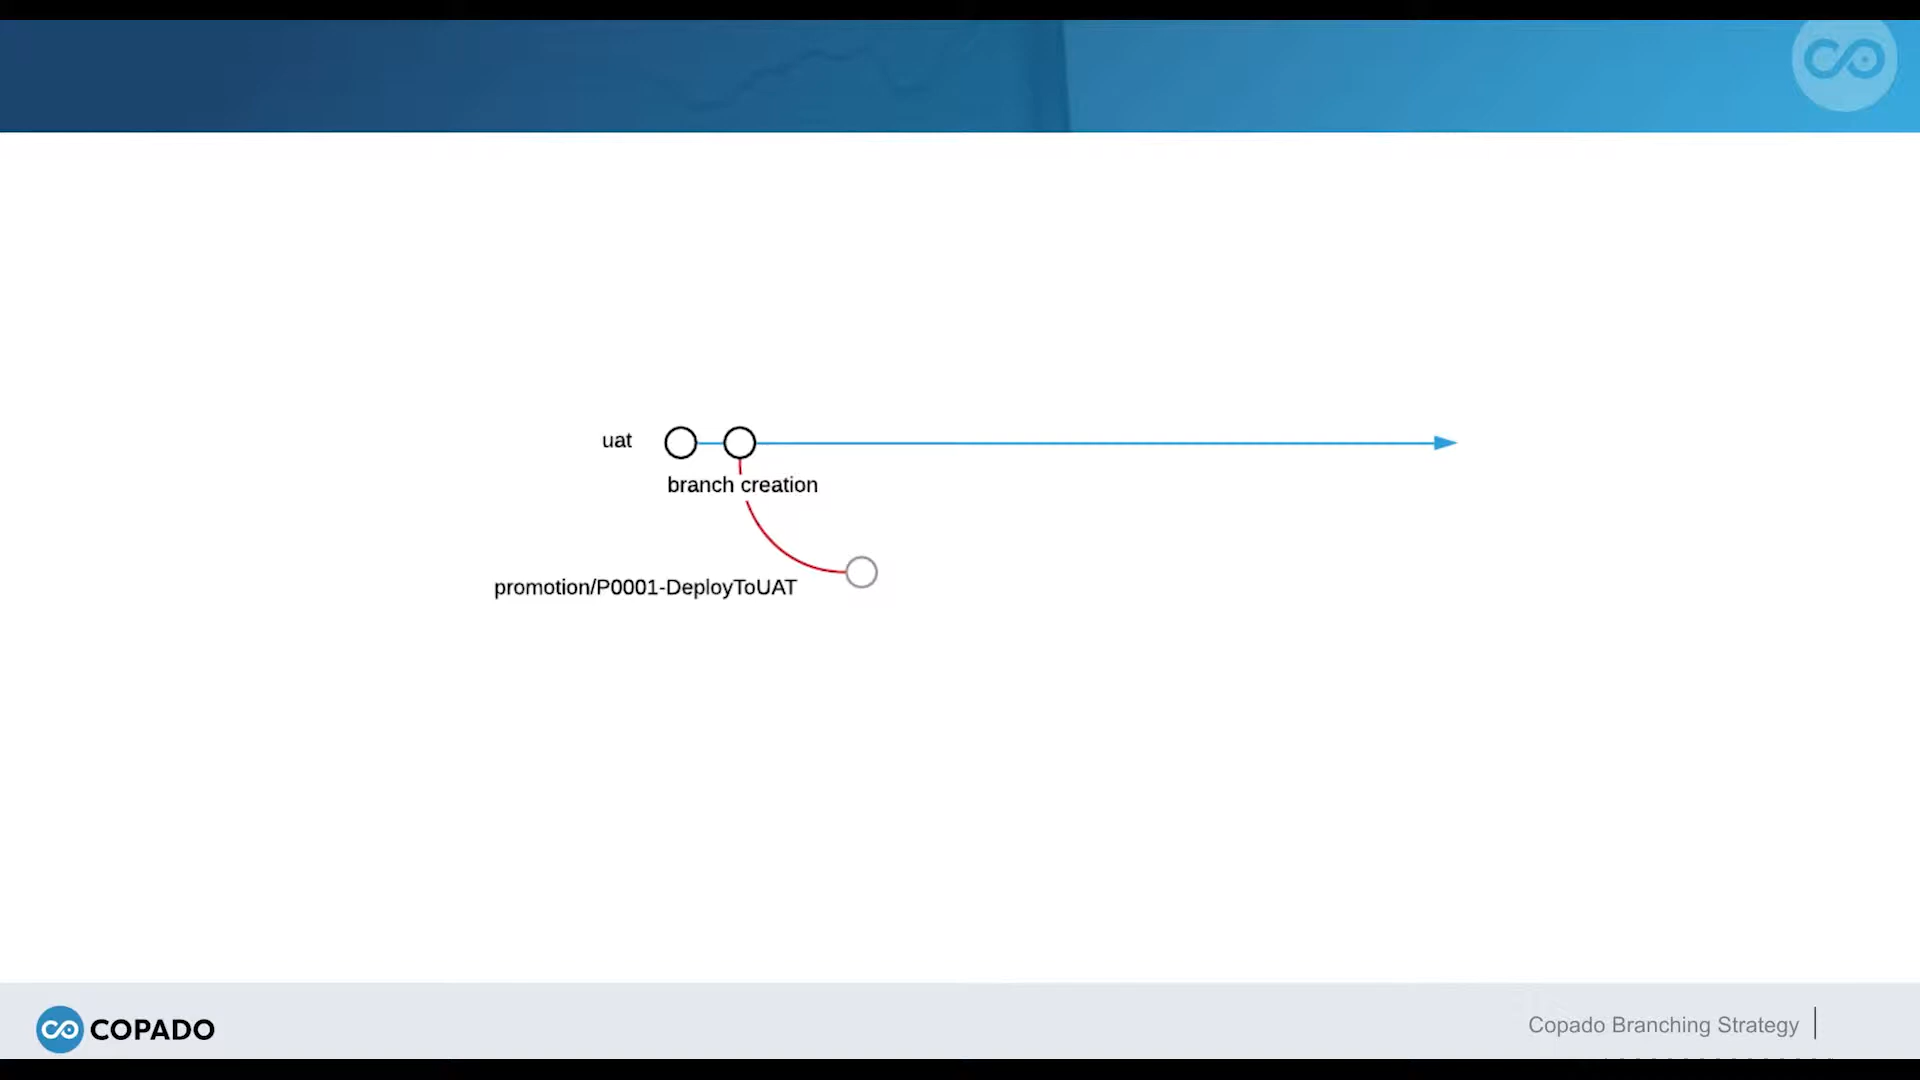 uat
branch creation
promotion/P0001-DeployToUAT
COPADO
Copado Branching Strategy